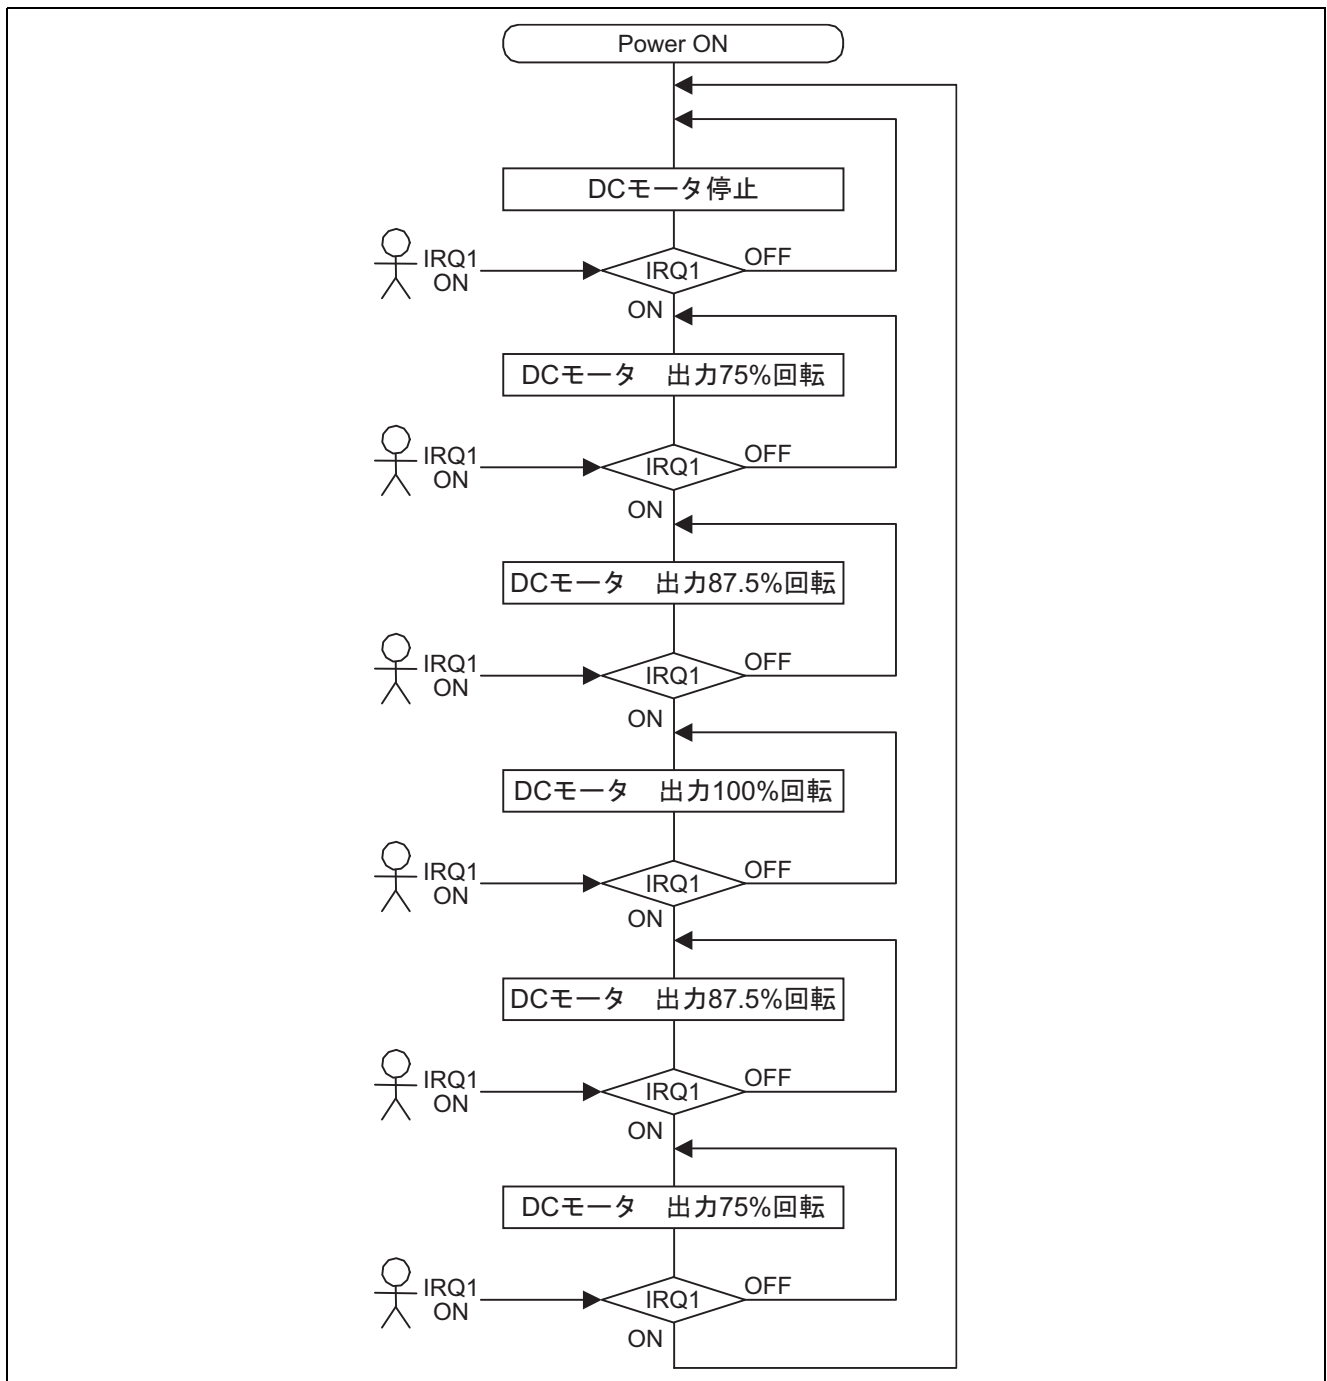 Power ON
DCモータ停止
IRQ1
ON
IRQ1
OFF
ON
DCモータ　出力75%回転
IRQ1
ON
IRQ1
OFF
ON
DCモータ　出力87.5%回転
IRQ1
ON
IRQ1
OFF
ON
DCモータ　出力100%回転
IRQ1
ON
IRQ1
OFF
ON
DCモータ　出力87.5%回転
IRQ1
ON
IRQ1
OFF
ON
DCモータ　出力75%回転
IRQ1
ON
IRQ1
OFF
ON